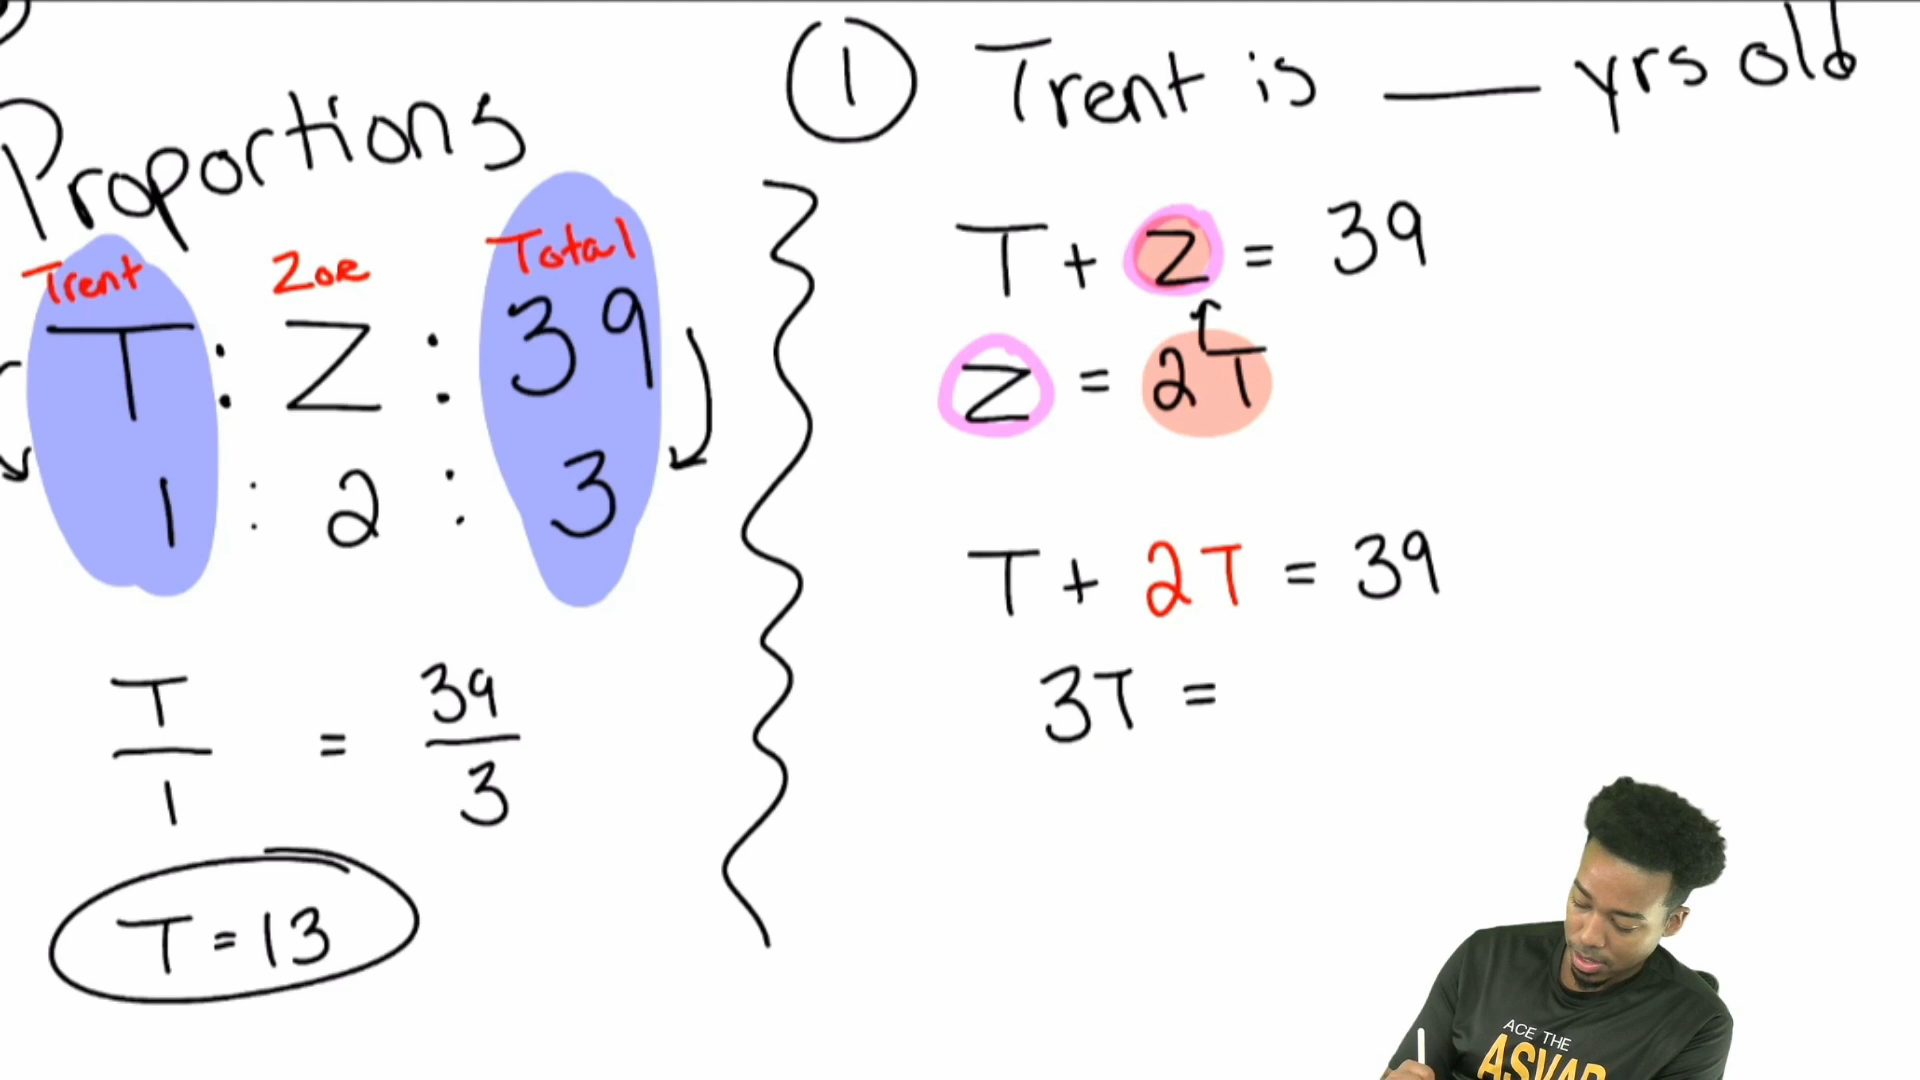 Proportions
Trent Zoe Total
T : Z : 39
1 : 2 : 3
T/1 = 39/3
T = 13
① Trent is ___ yrs old
T + Z = 39
Z = 2T
T + 2T = 39
3T =
ACE THE
ASVAB